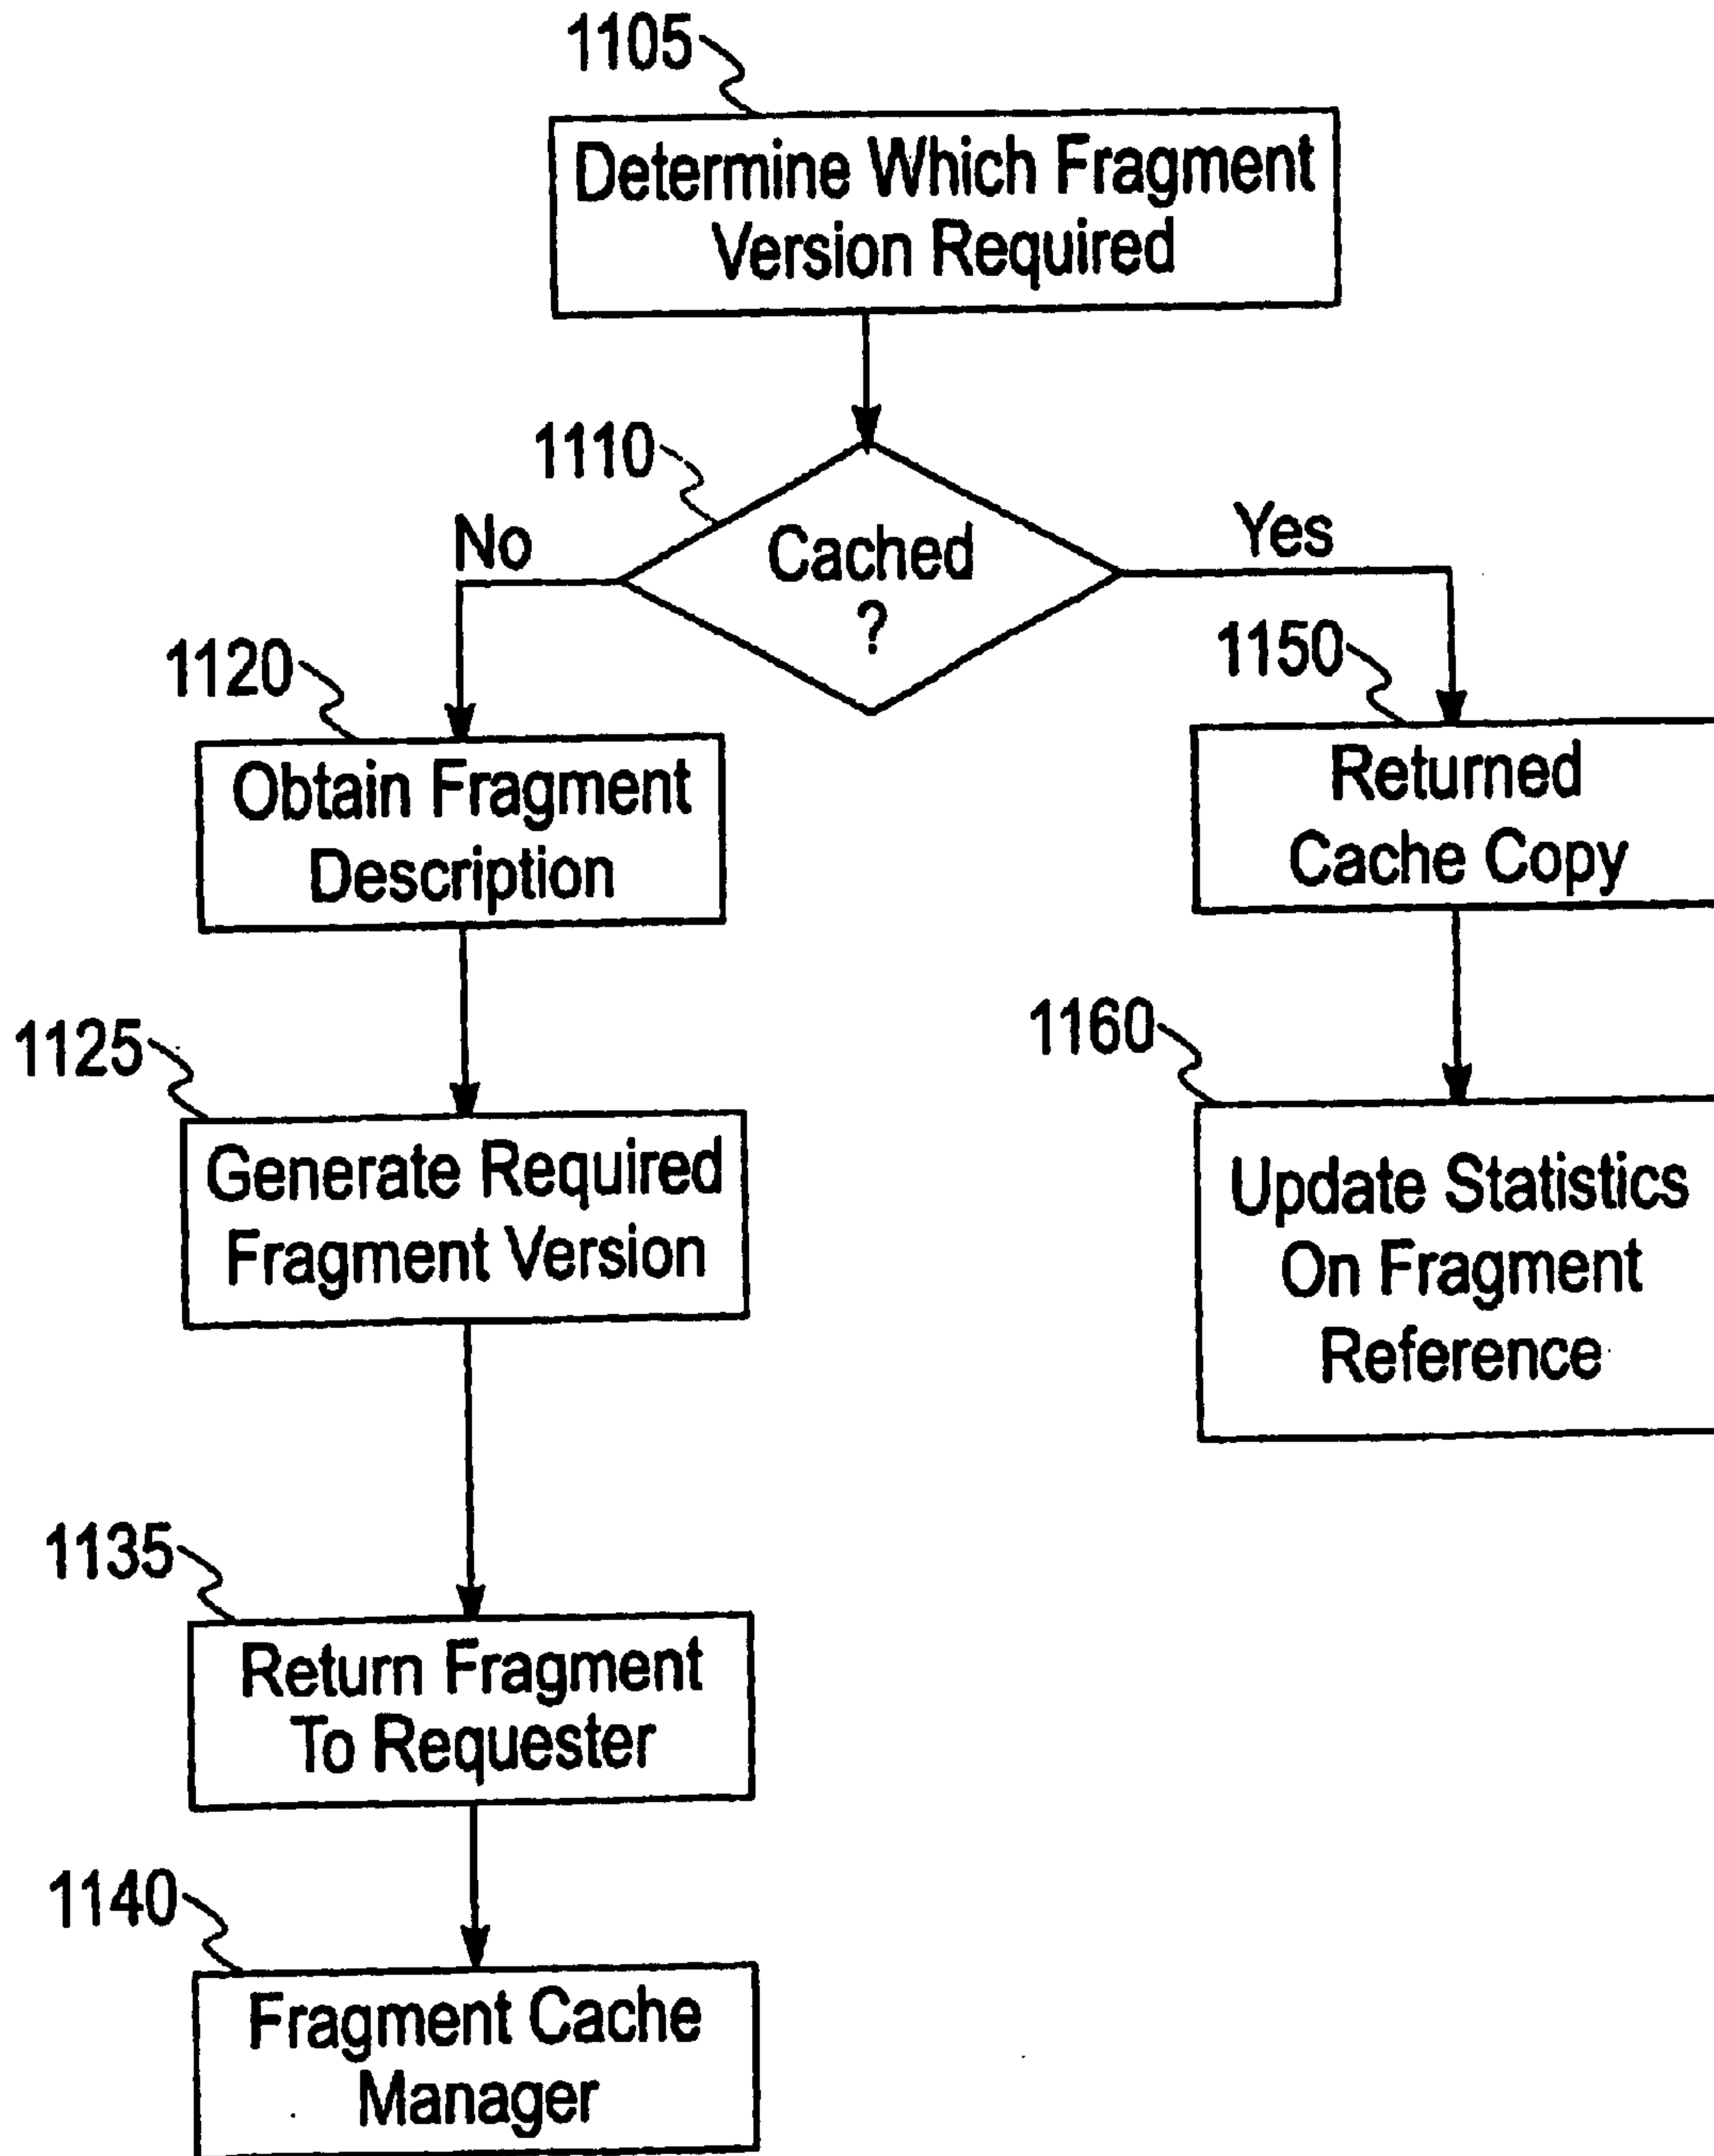 1105
Determine Which Fragment
Version Required
1110
No
Cached
?
Yes
1120
1150
Obtain Fragment
Description
Returned
Cache Copy
1125
1160
Generate Required
Fragment Version
Update Statistics
On Fragment
Reference
1135
Return Fragment
To Requester
1140
Fragment Cache
Manager